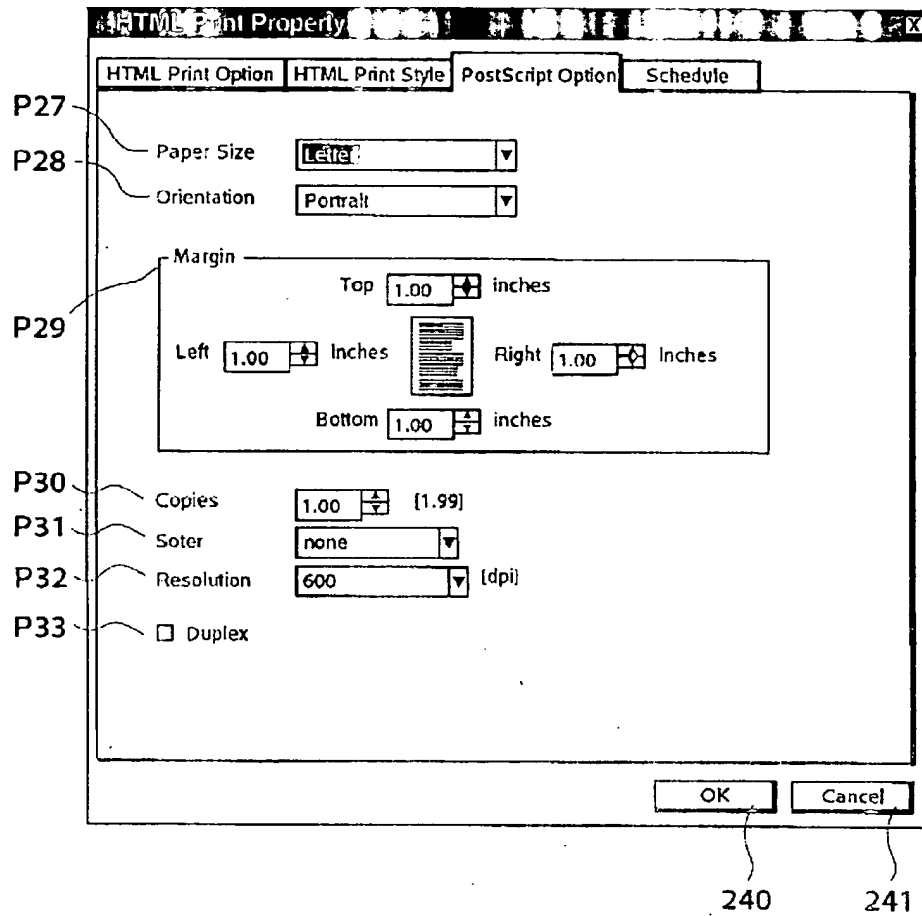 HTML Print Property X
HTML Print Option HTML Print Style PostScript Option Schedule
P27
Paper Size Letter
P28
Orientation Portrait
Margin
Top 1.00 inches
P29
Left 1.00 Inches Right 1.00 Inches
Bottom 1.00 inches
P30
Copies 1.00 [1.99]
P31
Soter none
P32
Resolution 600 [dpi]
P33
Duplex
OK Cancel
240 241